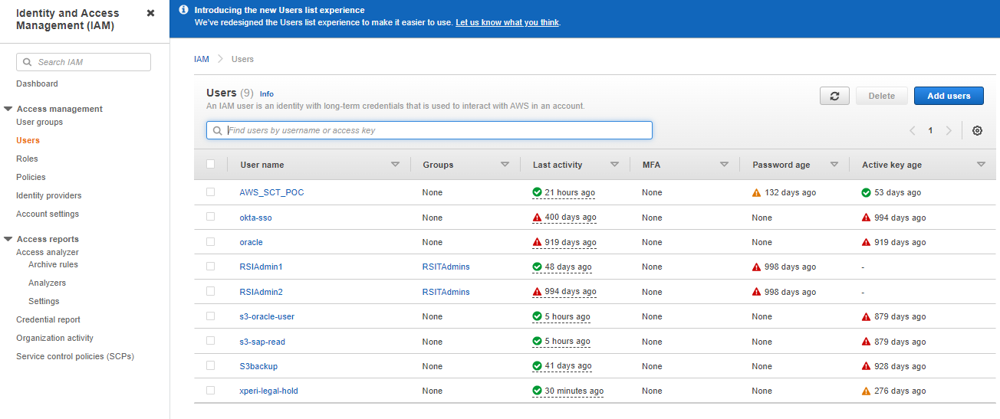 Identity and Access
Management (IAM)
Search IAM
Dashboard
Access management
User groups
Users
Roles
Policies
Identity providers
Account settings
Access reports
Access analyzer
Archive rules
Analyzers
Settings
Credential report
Organization activity
Service control policies (SCPs)
Introducing the new Users list experience
We've redesigned the Users list experience to make it easier to use. Let us know what you think.
IAM > Users
Users (9) Info
An IAM user is an identity with long-term credentials that is used to interact with AWS in an account.
Delete Add users
Find users by username or access key
1
User name Groups Last activity MFA Password age Active key age
AWS_SCT_POC None 21 hours ago None 132 days ago 53 days ago
okta-sso None 400 days ago None None 994 days ago
oracle None 919 days ago None None 919 days ago
RSIAdmin1 RSITAdmins 48 days ago None 998 days ago -
RSIAdmin2 RSITAdmins 994 days ago None 998 days ago -
s3-oracle-user None 5 hours ago None None 879 days ago
s3-sap-read None 5 hours ago None None 879 days ago
S3backup None 41 days ago None None 928 days ago
xperi-legal-hold None 30 minutes ago None None 276 days ago